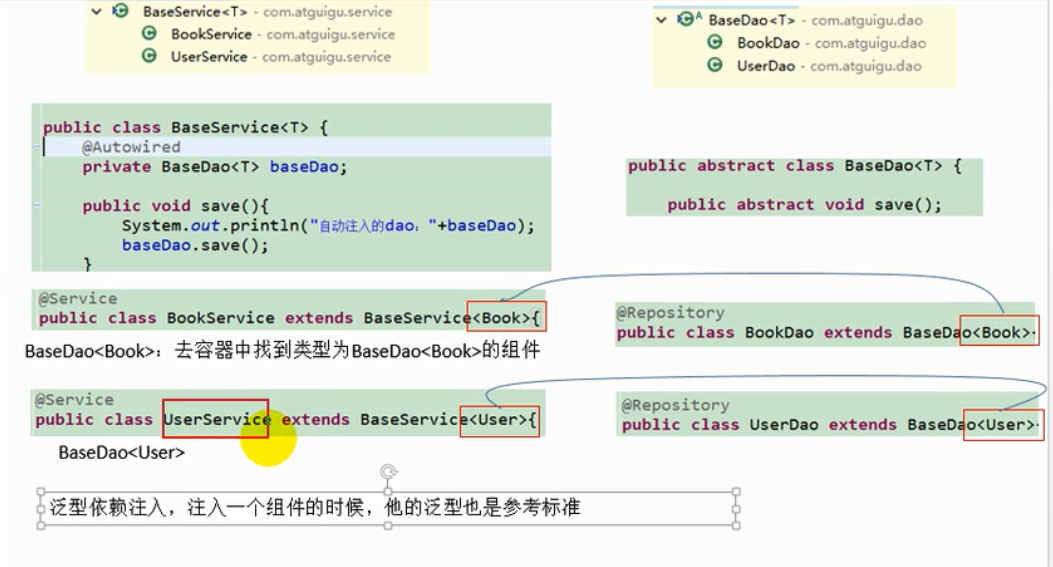 BaseService<T> - com.atguigu.service
BookService - com.atguigu.service
UserService - com.atguigu.service
BaseDao<T> - com.atguigu.dao
BookDao - com.atguigu.dao
UserDao - com.atguigu.dao
public class BaseService<T> {
@Autowired
private BaseDao<T> baseDao;
public void save(){
System.out.println("自动注入的dao："+baseDao);
baseDao.save();
}
public abstract class BaseDao<T> {
public abstract void save();
@Service
public class BookService extends BaseService<Book>{
@Repository
public class BookDao extends BaseDao<Book>
BaseDao<Book>：去容器中找到类型为BaseDao<Book>的组件
@Service
public class UserService extends BaseService<User>{
@Repository
public class UserDao extends BaseDao<User>
BaseDao<User>
泛型依赖注入，注入一个组件的时候，他的泛型也是参考标准